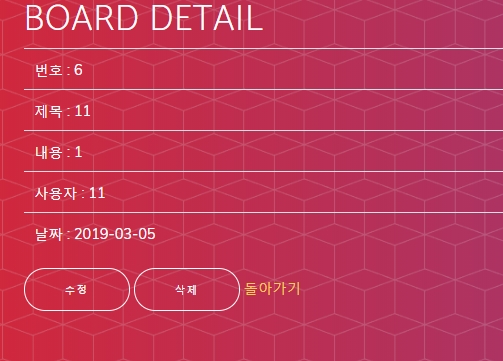 BOARD DETAIL
번호 : 6
제목 : 11
내용 : 1
사용자 : 11
날짜 : 2019-03-05
수정 삭제 돌아가기